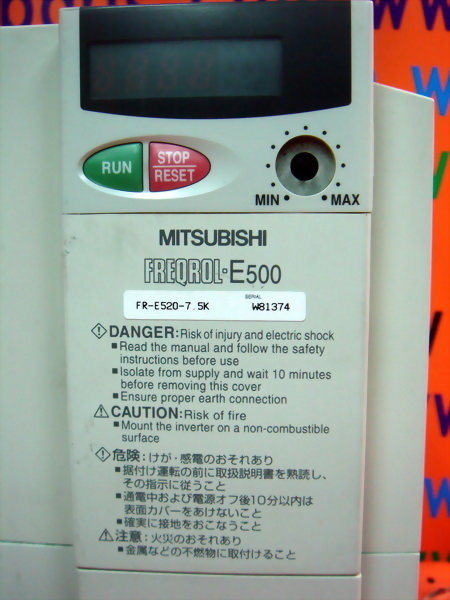 RUN
STOP
RESET
MIN MAX
MITSUBISHI
FREQROL-E500
SERIAL
FR-E520-7.5K W81374
DANGER: Risk of injury and electric shock
■Read the manual and follow the safety
instructions before use
■Isolate from supply and wait 10 minutes
before removing this cover
■Ensure proper earth connection
CAUTION: Risk of fire
■Mount the inverter on a non-combustible
surface
危険：けが・感電のおそれあり
■据付け運転の前に取扱説明書を熟読し、
その指示に従うこと
■通電中および電源オフ後10分以内は
表面カバーをあけないこと
■確実に接地をおこなうこと
注意：火災のおそれあり
■金属などの不燃物に取付けること